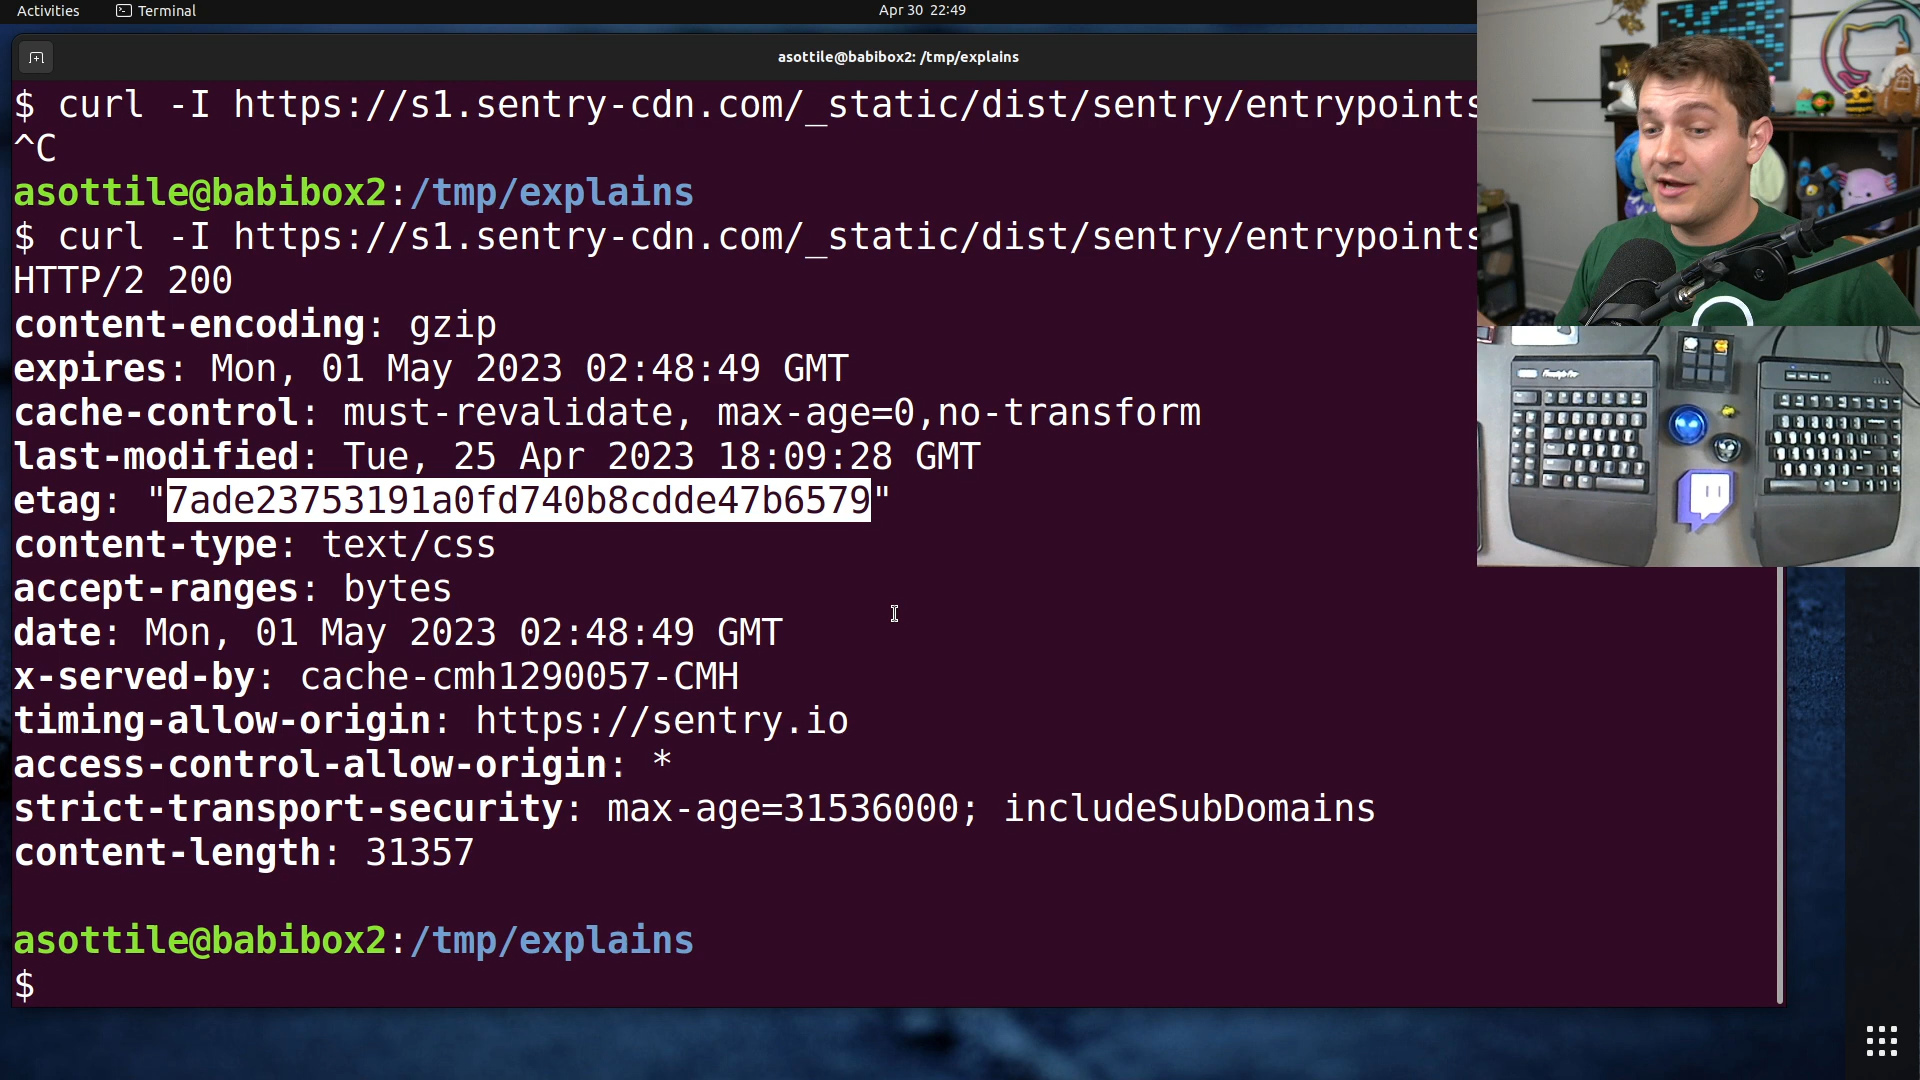 Activities
Terminal
Apr 30 22:49
asottile@babibox2: /tmp/explains
$ curl -I https://s1.sentry-cdn.com/_static/dist/sentry/entrypoints
^C
asottile@babibox2:/tmp/explains
$ curl -I https://s1.sentry-cdn.com/_static/dist/sentry/entrypoints
HTTP/2 200
content-encoding: gzip
expires: Mon, 01 May 2023 02:48:49 GMT
cache-control: must-revalidate, max-age=0,no-transform
last-modified: Tue, 25 Apr 2023 18:09:28 GMT
etag: "7ade23753191a0fd740b8cdde47b6579"
content-type: text/css
accept-ranges: bytes
date: Mon, 01 May 2023 02:48:49 GMT
x-served-by: cache-cmh1290057-CMH
timing-allow-origin: https://sentry.io
access-control-allow-origin: *
strict-transport-security: max-age=31536000; includeSubDomains
content-length: 31357
asottile@babibox2:/tmp/explains
$